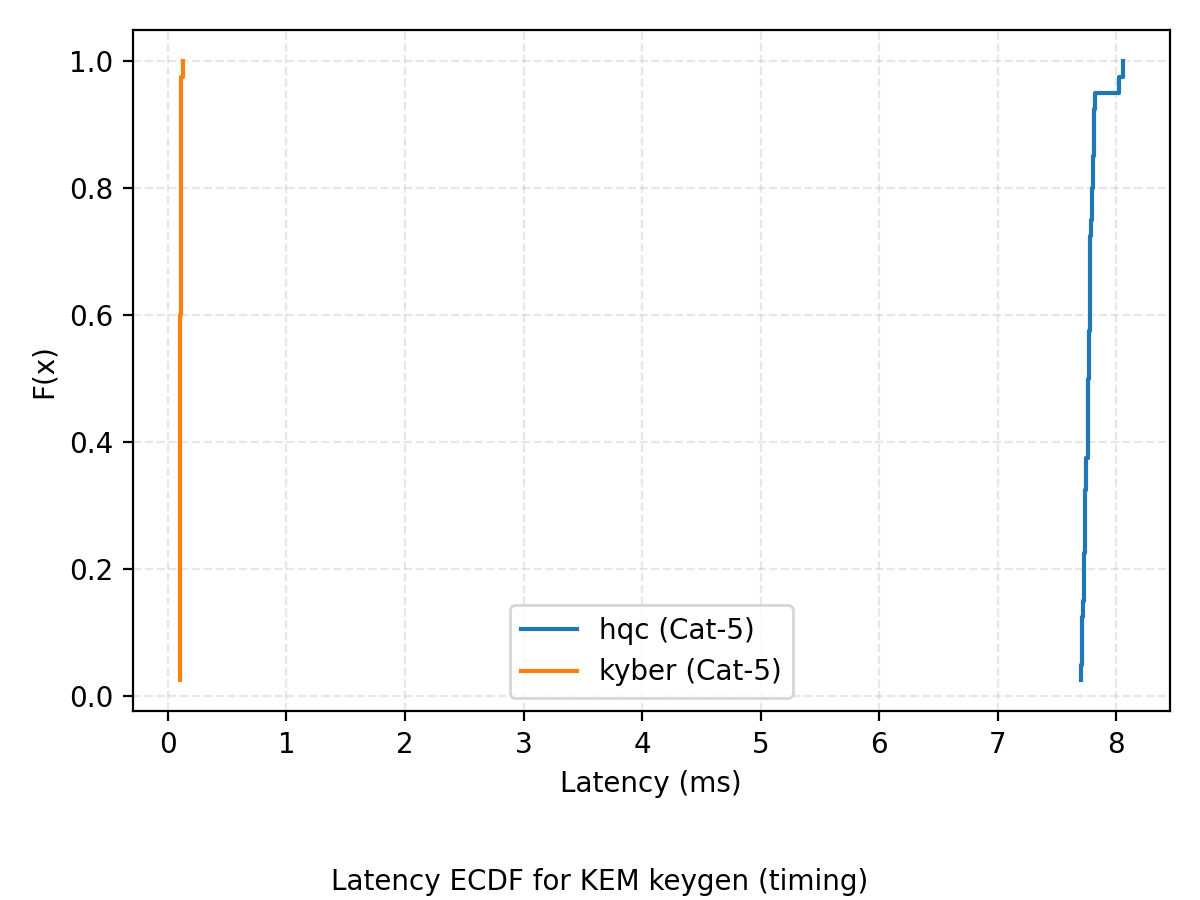 1.0
0.8
0.6
0.4
0.2
0.0
F(x)
hqc (Cat-5)
kyber (Cat-5)
0 1 2 3 4 5 6 7 8
Latency (ms)
Latency ECDF for KEM keygen (timing)